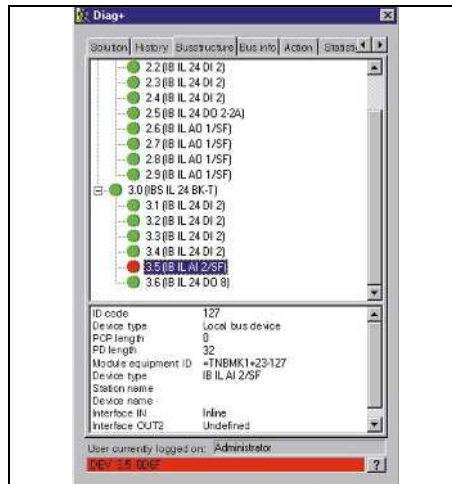 Diag+
Solution History Busstructure Bus info Action Statisti
2.2 (IB IL 24 DI 2)
2.3 (IB IL 24 DI 2)
2.4 (IB IL 24 DI 2)
2.5 (IB IL 24 DO 2-2A)
2.6 (IB IL AO 1/SF)
2.7 (IB IL AO 1/SF)
2.8 (IB IL AO 1/SF)
2.9 (IB IL AO 1/SF)
3.0 (IBS IL 24 BK-T)
3.1 (IB IL 24 DI 2)
3.2 (IB IL 24 DI 2)
3.3 (IB IL 24 DI 2)
3.4 (IB IL 24 DI 2)
3.5 (IB IL AI 2/SF)
3.6 (IB IL 24 DO 8)
ID code 127
Device type Local bus device
PCP length 0
PD length 32
Module equipment ID =TNBMK1+23-127
Device type IB IL AI 2/SF
Station name
Device name
Interface IN Inline
Interface OUT2 Undefined
User currently logged on: Administrator
DEV 3.5 0D6F ?